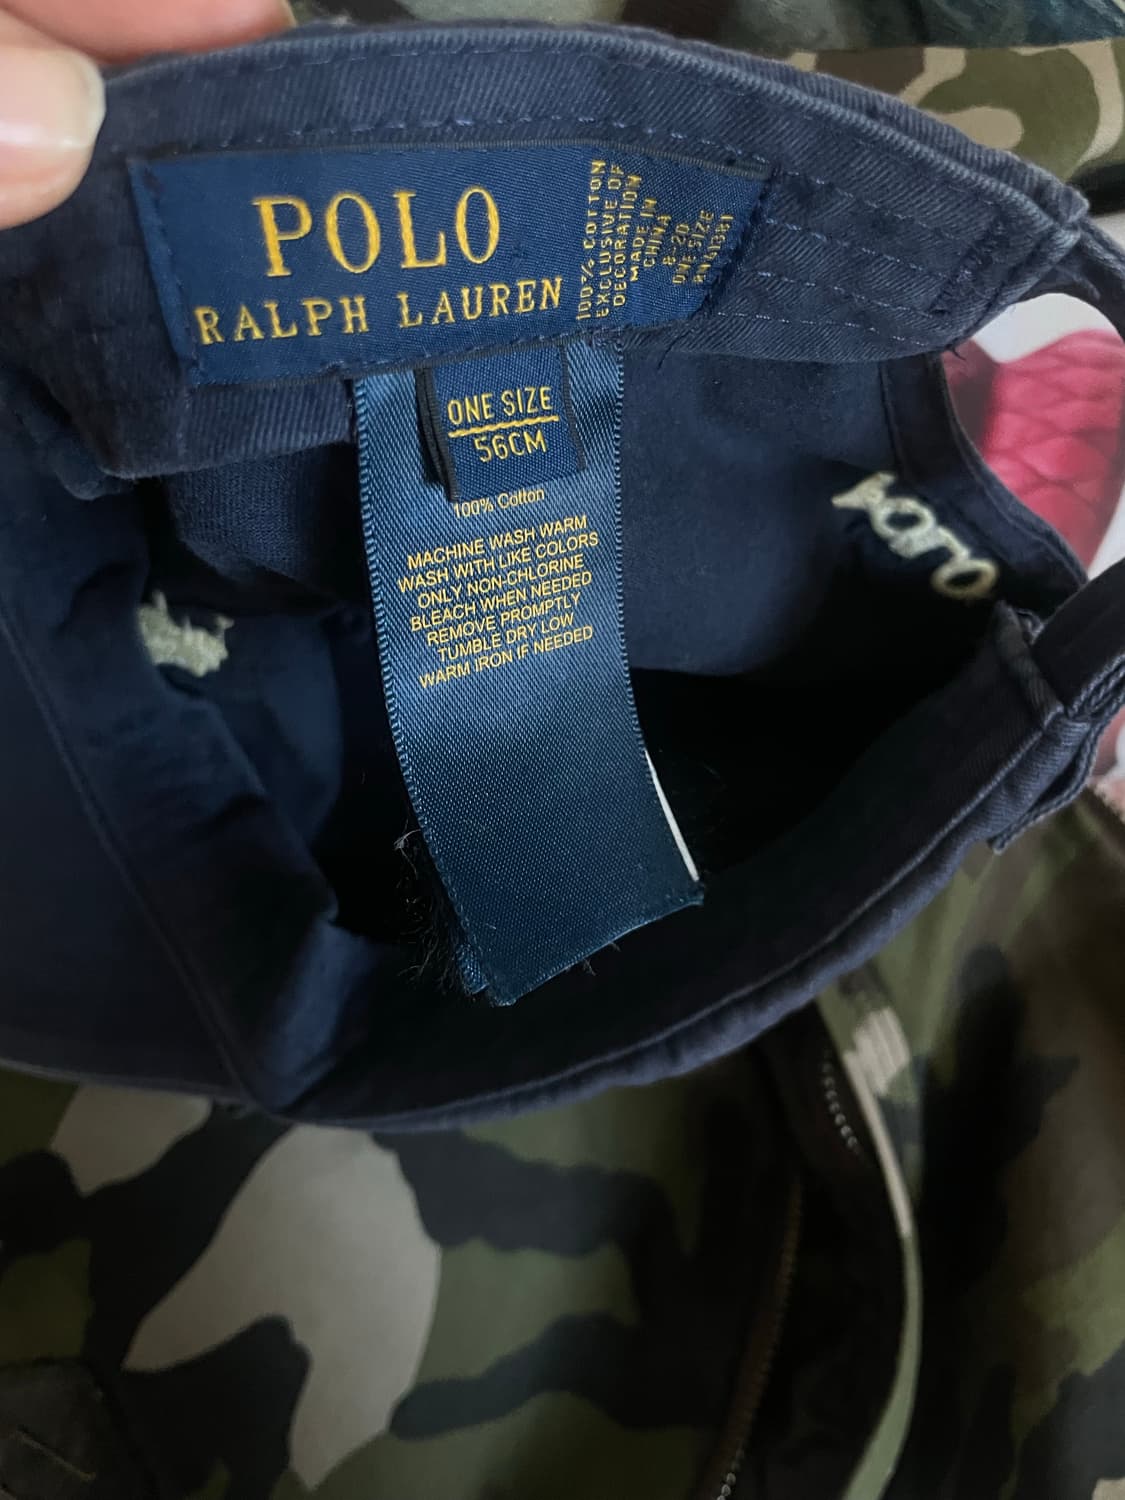 POLO
RALPH LAUREN
100% COTTON
EXCLUSIVE OF
DECORATION
MADE IN
CHINA
ONE SIZE
ONE SIZE
56CM
100% Cotton
MACHINE WASH WARM
WASH WITH LIKE COLORS
ONLY NON-CHLORINE
BLEACH WHEN NEEDED
REMOVE PROMPTLY
TUMBLE DRY LOW
WARM IRON IF NEEDED